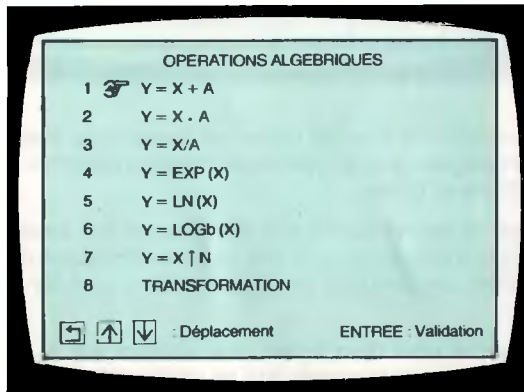 OPERATIONS ALGEBRIQUES
1 Y = X + A
2 Y = X . A
3 Y = X/A
4 Y = EXP (X)
5 Y = LN (X)
6 Y = LOGb (X)
7 Y = X ↑ N
8 TRANSFORMATION
: Déplacement ENTREE : Validation